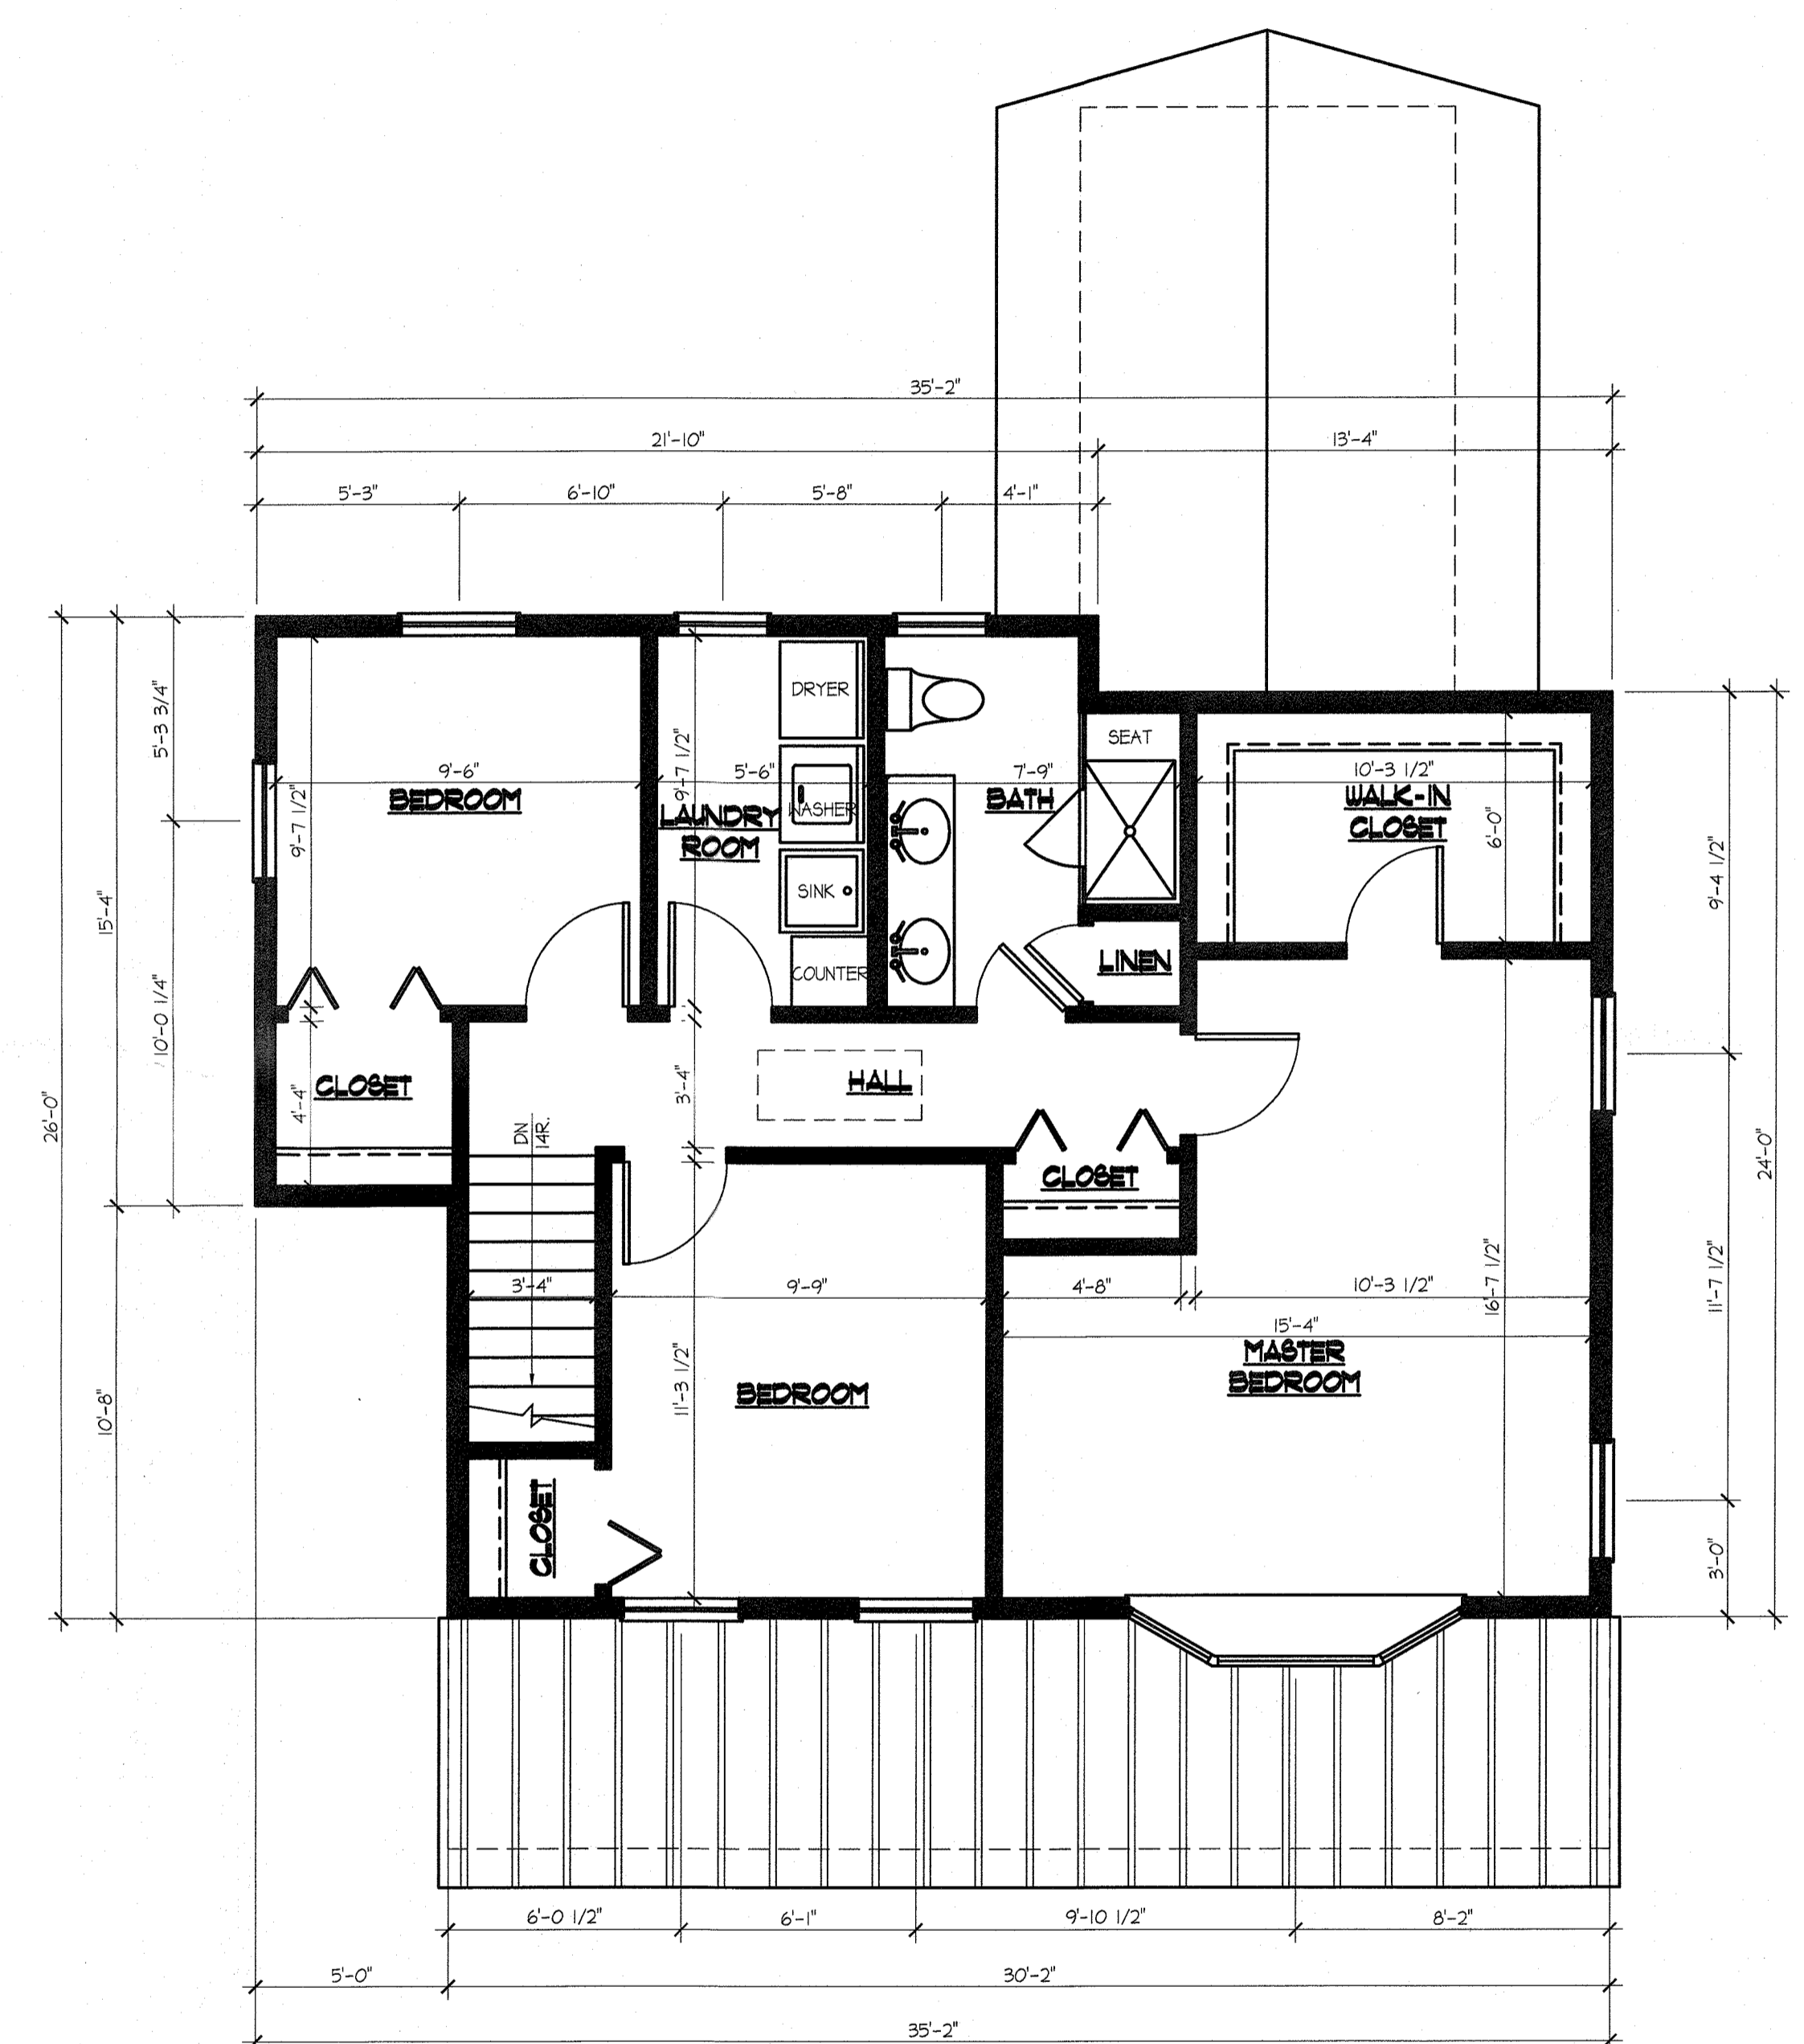 35'-2"
21'-10"
13'-4"
5'-3"
6'-10"
5'-8"
4'-1"
5'-3 3/4"
15'-4"
10'-0 1/4"
26'-0"
10'-8"
DRYER
SEAT
9'-6"
9'-7 1/2"
BEDROOM
9'-7 1/2"
5'-6"
WASHER
LAUNDRY
ROOM
SINK
COUNTER
7'-9"
BATH
LINEN
10'-3 1/2"
WALK-IN
CLOSET
6'-0"
9'-4 1/2"
CLOSET
4'-4"
3'-4"
HALL
DN
14R.
CLOSET
24'-0"
11'-7 1/2"
3'-4"
9'-9"
4'-8"
10'-3 1/2"
16'-7 1/2"
15'-4"
MASTER
BEDROOM
11'-3 1/2"
BEDROOM
CLOSET
3'-0"
6'-0 1/2"
6'-1"
9'-10 1/2"
8'-2"
5'-0"
30'-2"
35'-2"